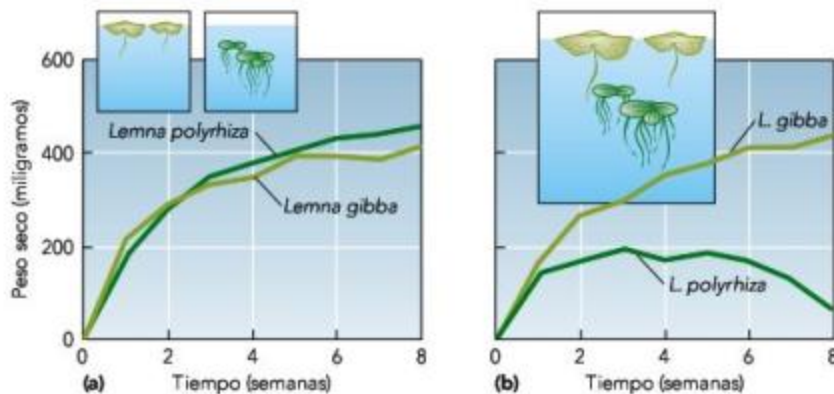 600
400
200
0
Peso seco (miligramos)
Lemna polyrhiza
Lemna gibba
0 2 4 6 8
(a) Tiempo (semanas)
L. gibba
L. polyrhiza
0 2 4 6 8
(b) Tiempo (semanas)